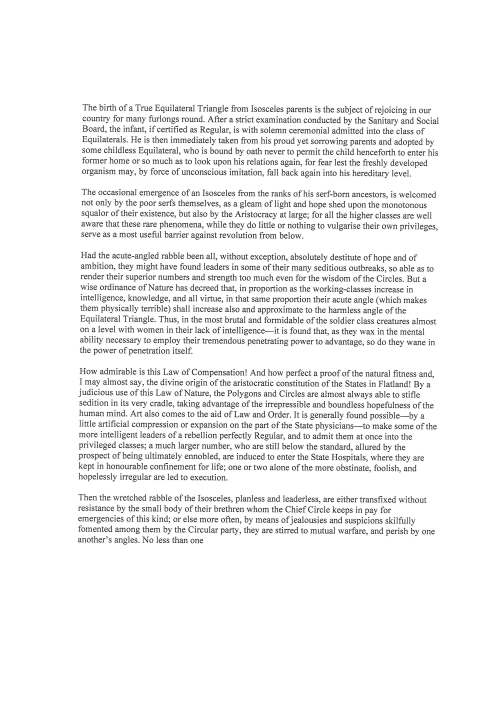 The birth of a True Equilateral Triangle from Isosceles parents is the subject of rejoicing in our
country for many furlongs round. After a strict examination conducted by the Sanitary and Social
Board, the infant, if certified as Regular, is with solemn ceremonial admitted into the class of
Equilaterals. He is then immediately taken from his proud yet sorrowing parents and adopted by
some childless Equilateral, who is bound by oath never to permit the child henceforth to enter his
former home or so much as to look upon his relations again, for fear lest the freshly developed
organism may, by force of unconscious imitation, fall back again into his hereditary level.
The occasional emergence of an Isosceles from the ranks of his serf-born ancestors, is welcomed
not only by the poor serfs themselves, as a gleam of light and hope shed upon the monotonous
squalor of their existence, but also by the Aristocracy at large; for all the higher classes are well
aware that these rare phenomena, while they do little or nothing to vulgarise their own privileges,
serve as a most useful barrier against revolution from below.
Had the acute-angled rabble been all, without exception, absolutely destitute of hope and of
ambition, they might have found leaders in some of their many seditious outbreaks, so able as to
render their superior numbers and strength too much even for the wisdom of the Circles. But a
wise ordinance of Nature has decreed that, in proportion as the working-classes increase in
intelligence, knowledge, and all virtue, in that same proportion their acute angle (which makes
them physically terrible) shall increase also and approximate to the harmless angle of the
Equilateral Triangle. Thus, in the most brutal and formidable of the soldier class creatures almost
on a level with women in their lack of intelligence—it is found that, as they wax in the mental
ability necessary to employ their tremendous penetrating power to advantage, so do they wane in
the power of penetration itself.
How admirable is this Law of Compensation! And how perfect a proof of the natural fitness and,
I may almost say, the divine origin of the aristocratic constitution of the States in Flatland! By a
judicious use of this Law of Nature, the Polygons and Circles are almost always able to stifle
sedition in its very cradle, taking advantage of the irrepressible and boundless hopefulness of the
human mind. Art also comes to the aid of Law and Order. It is generally found possible—by a
little artificial compression or expansion on the part of the State physicians—to make some of the
more intelligent leaders of a rebellion perfectly Regular, and to admit them at once into the
privileged classes; a much larger number, who are still below the standard, allured by the
prospect of being ultimately ennobled, are induced to enter the State Hospitals, where they are
kept in honourable confinement for life; one or two alone of the more obstinate, foolish, and
hopelessly irregular are led to execution.
Then the wretched rabble of the Isosceles, planless and leaderless, are either transfixed without
resistance by the small body of their brethren whom the Chief Circle keeps in pay for
emergencies of this kind; or else more often, by means of jealousies and suspicions skilfully
fomented among them by the Circular party, they are stirred to mutual warfare, and perish by one
another's angles. No less than one